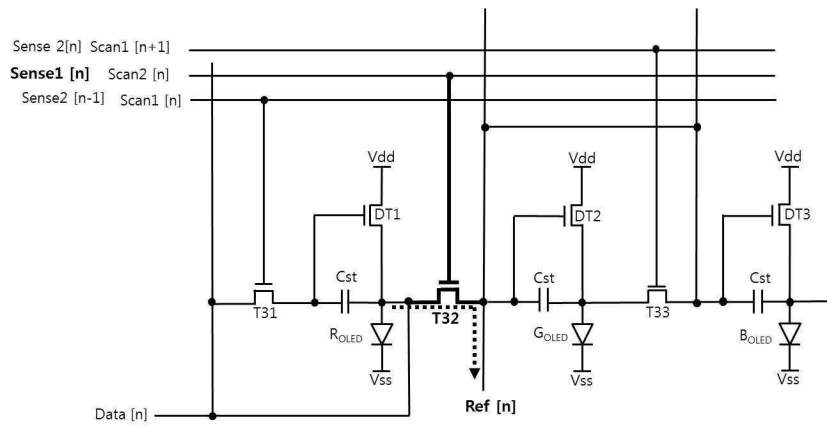 Sense 2[n] Scan1 [n+1]
Sense1 [n] Scan2 [n]
Sense2 [n-1] Scan1 [n]
Vdd Vdd Vdd
DT1 DT2 DT3
Cst Cst Cst
T31 T32 T33
ROLED GOLED BOLED
Vss Vss Vss
Data [n] Ref [n]